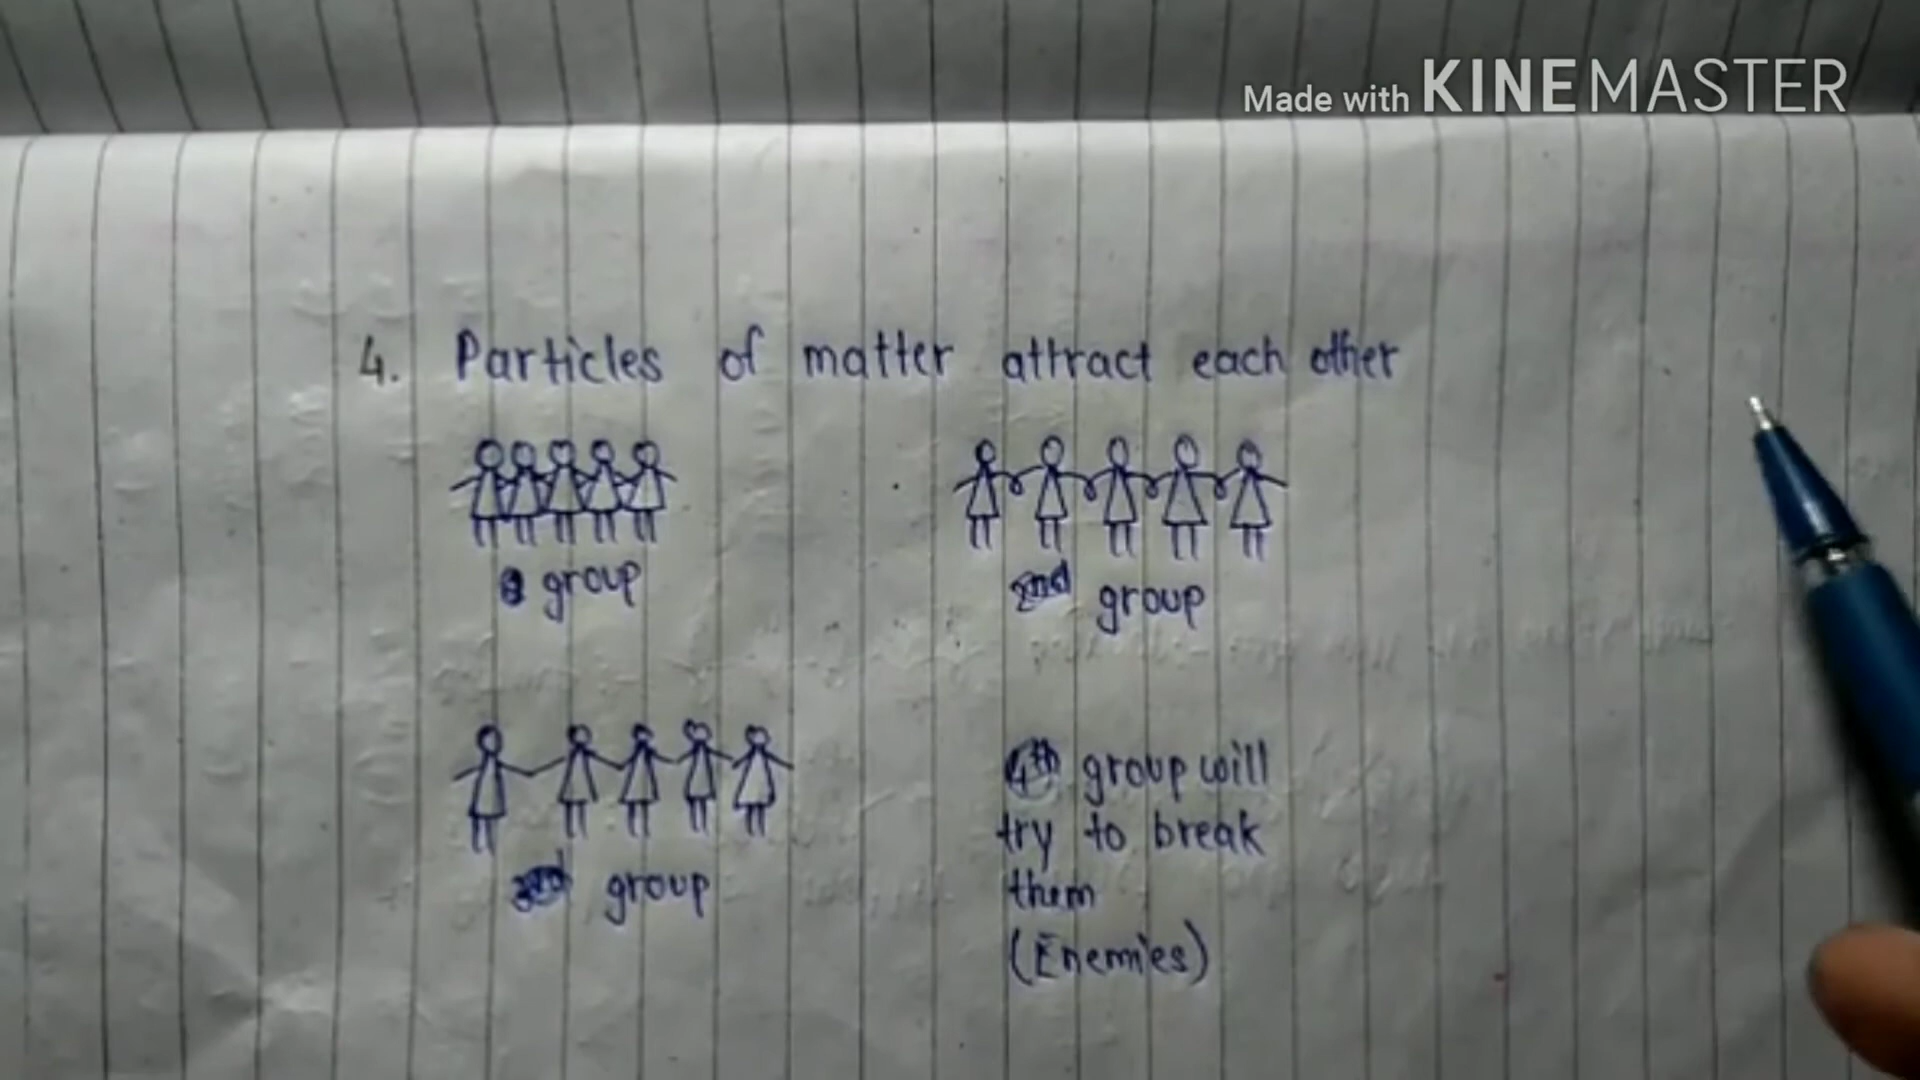 Made with KINEMASTER
4. Particles of matter attract each other
group
2nd group
3rd group
4th group will
try to break
them
(Enemies)